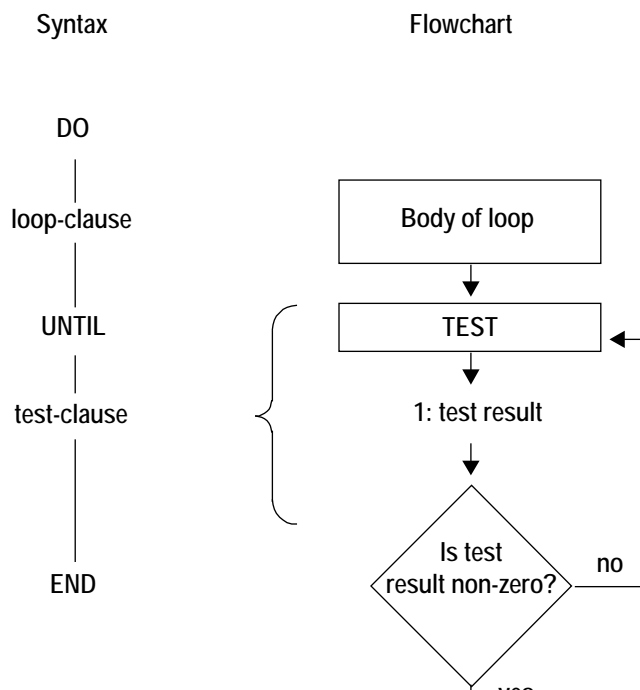 Syntax
Flowchart
DO
loop-clause
Body of loop
UNTIL
TEST
test-clause
1: test result
Is test
result non-zero?
no
END
yes